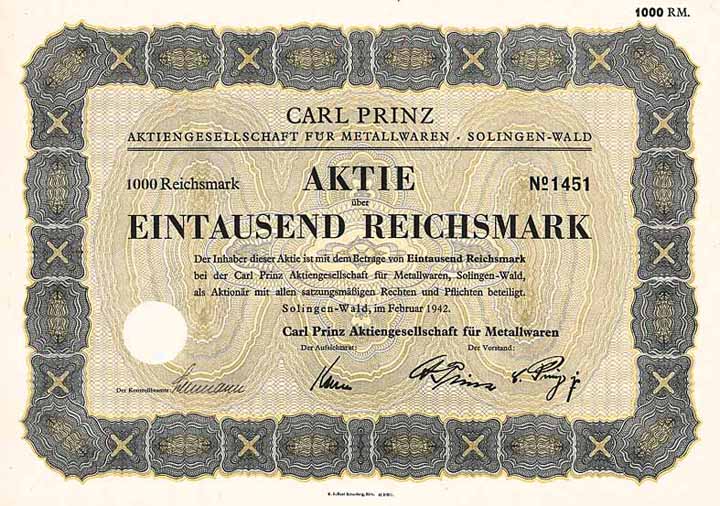 1000 RM.
CARL PRINZ
AKTIENGESELLSCHAFT FÜR METALLWAREN · SOLINGEN-WALD
1000 Reichsmark AKTIE Nº 1451
über
EINTAUSEND REICHSMARK
Der Inhaber dieser Aktie ist mit dem Betrage von Eintausend Reichsmark
bei der Carl Prinz Aktiengesellschaft für Metallwaren, Solingen-Wald,
als Aktionär mit allen satzungsmäßigen Rechten und Pflichten beteiligt.
Solingen-Wald, im Februar 1942.
Carl Prinz Aktiengesellschaft für Metallwaren
Der Aufsichtsrat: Der Vorstand:
Der Kontrollbeamte: